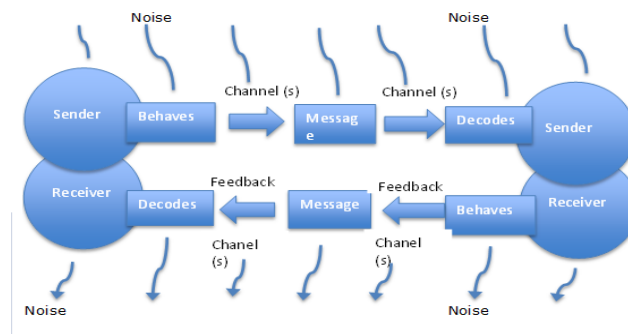 Noise
Noise
Channel (s)
Channel (s)
Sender
Behaves
Messag
e
Decodes
Sender
Feedback
Feedback
Receiver
Decodes
Message
Behaves
Receiver
Chanel
(s)
Chanel
(s)
Noise
Noise